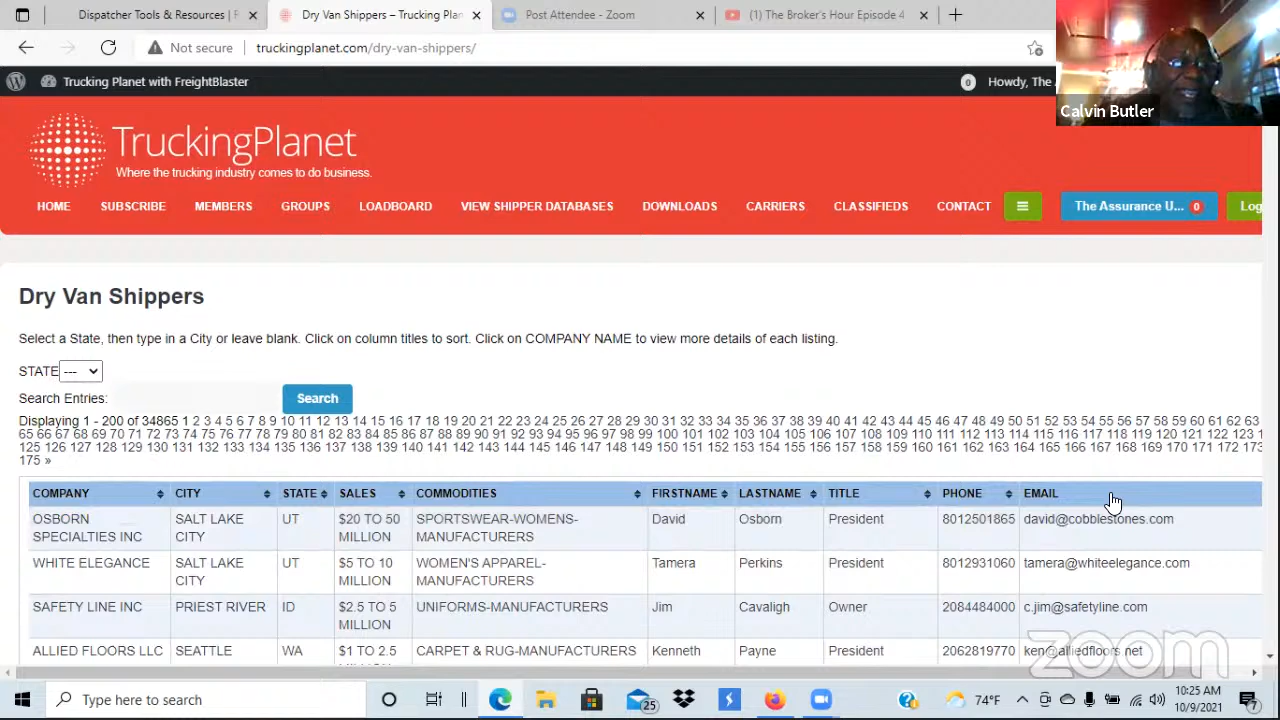 Dispatcher Tools & Resources | F
Dry Van Shippers – Trucking Plan
Post Attendee - Zoom
(1) The Broker's Hour Episode 4
Not secure
truckingplanet.com/dry-van-shippers/
Trucking Planet with FreightBlaster
0
Howdy, The
Calvin Butler
TruckingPlanet
Where the trucking industry comes to do business.
HOME SUBSCRIBE MEMBERS GROUPS LOADBOARD VIEW SHIPPER DATABASES DOWNLOADS CARRIERS CLASSIFIEDS CONTACT
The Assurance U... 0
Log
Dry Van Shippers
Select a State, then type in a City or leave blank. Click on column titles to sort. Click on COMPANY NAME to view more details of each listing.
STATE ---
Search Entries:
Search
Displaying 1 - 200 of 34865 1 2 3 4 5 6 7 8 9 10 11 12 13 14 15 16 17 18 19 20 21 22 23 24 25 26 27 28 29 30 31 32 33 34 35 36 37 38 39 40 41 42 43 44 45 46 47 48 49 50 51 52 53 54 55 56 57 58 59 60 61 62 63
65 66 67 68 69 70 71 72 73 74 75 76 77 78 79 80 81 82 83 84 85 86 87 88 89 90 91 92 93 94 95 96 97 98 99 100 101 102 103 104 105 106 107 108 109 110 111 112 113 114 115 116 117 118 119 120 121 122 123
125 126 127 128 129 130 131 132 133 134 135 136 137 138 139 140 141 142 143 144 145 146 147 148 149 150 151 152 153 154 155 156 157 158 159 160 161 162 163 164 165 166 167 168 169 170 171 172 173
175 »
COMPANY CITY STATE SALES COMMODITIES FIRSTNAME LASTNAME TITLE PHONE EMAIL
OSBORN SALT LAKE UT $20 TO 50 SPORTSWEAR-WOMENS- David Osborn President 8012501865 david@cobblestones.com
SPECIALTIES INC CITY MILLION MANUFACTURERS
WHITE ELEGANCE SALT LAKE UT $5 TO 10 WOMEN'S APPAREL- Tamera Perkins President 8012931060 tamera@whiteelegance.com
CITY MILLION MANUFACTURERS
SAFETY LINE INC PRIEST RIVER ID $2.5 TO 5 UNIFORMS-MANUFACTURERS Jim Cavaligh Owner 2084484000 c.jim@safetyline.com
MILLION
ALLIED FLOORS LLC SEATTLE WA $1 TO 2.5 CARPET & RUG-MANUFACTURERS Kenneth Payne President 2062819770 ken@alliedfloors.net
zoom
Type here to search
25
74°F
10:25 AM
10/9/2021
7